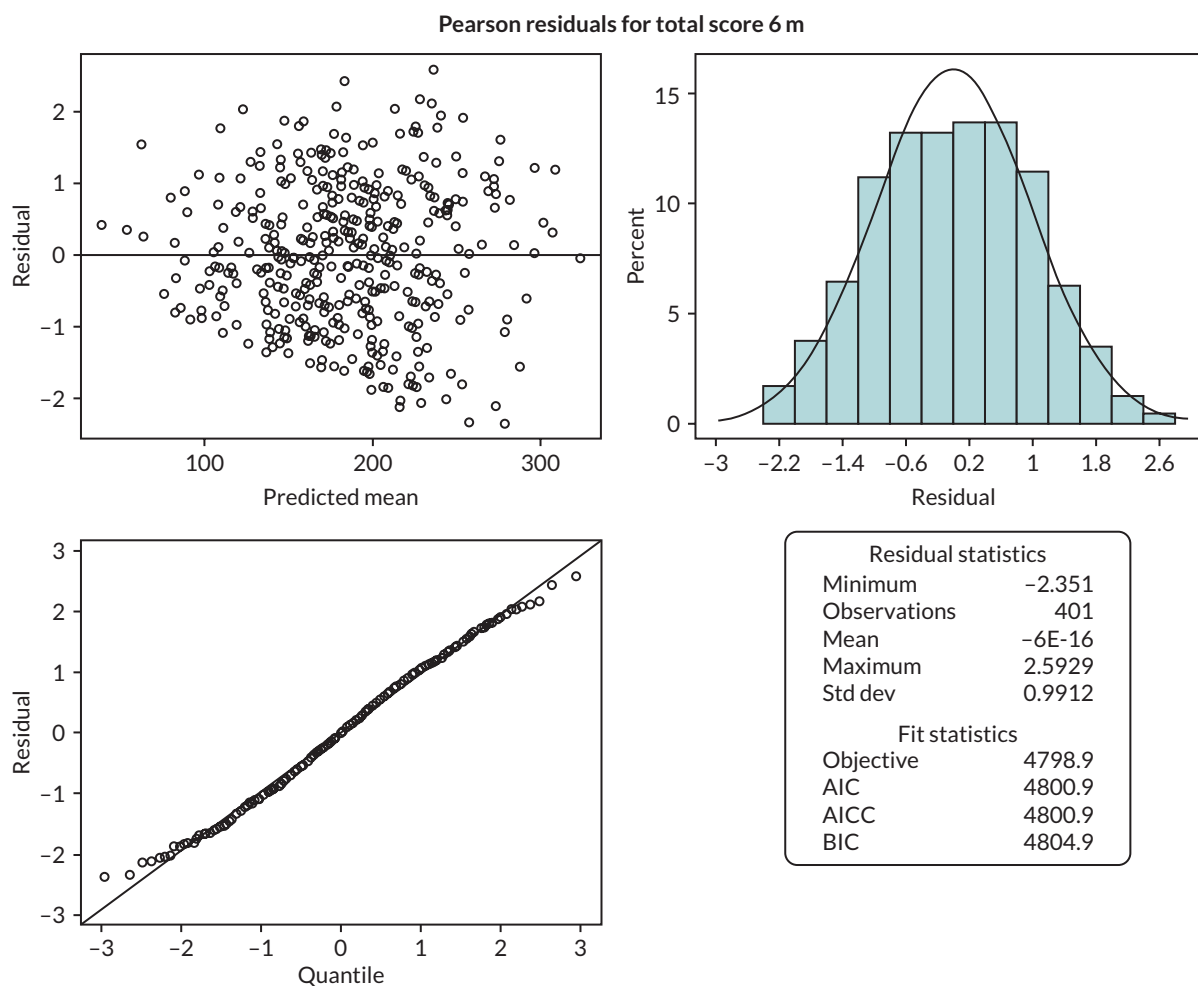 Pearson residuals for total score 6 m
Residual
2
1
0
−1
−2
100 200 300
Predicted mean
Percent
15
10
5
0
−3 −2.2 −1.4 −0.6 0.2 1 1.8 2.6
Residual
Residual
3
2
1
0
−1
−2
−3
−3 −2 −1 0 1 2 3
Quantile
Residual statistics
Minimum −2.351
Observations 401
Mean −6E-16
Maximum 2.5929
Std dev 0.9912
Fit statistics
Objective 4798.9
AIC 4800.9
AICC 4800.9
BIC 4804.9